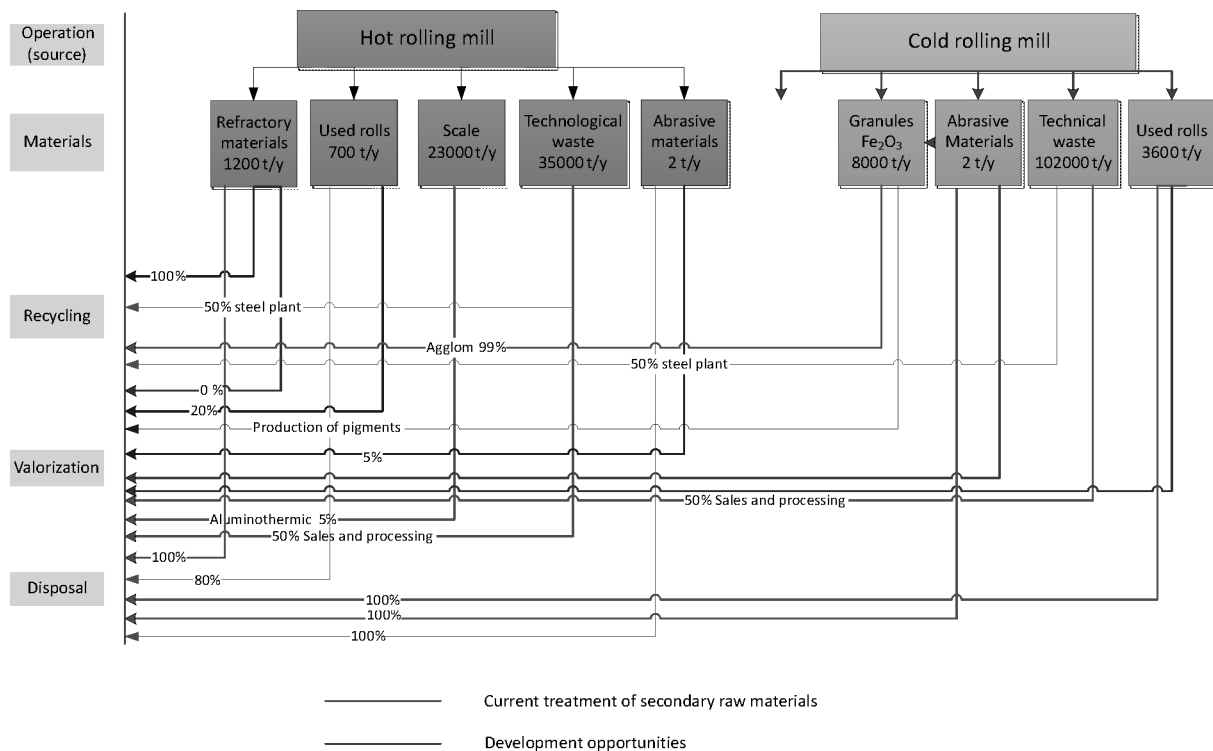 Operation
(source)
Hot rolling mill
Cold rolling mill
Materials
Refractory
materials
1200 t/y
Used rolls
700 t/y
Scale
23000 t/y
Technological
waste
35000 t/y
Abrasive
materials
2 t/y
Granules
Fe₂O₃
8000 t/y
Abrasive
Materials
2 t/y
Technical
waste
102000 t/y
Used rolls
3600 t/y
100%
Recycling
50% steel plant
Agglom 99%
50% steel plant
0 %
20%
Production of pigments
5%
Valorization
50% Sales and processing
Aluminothermic 5%
50% Sales and processing
100%
80%
Disposal
100%
100%
100%
Current treatment of secondary raw materials
Development opportunities